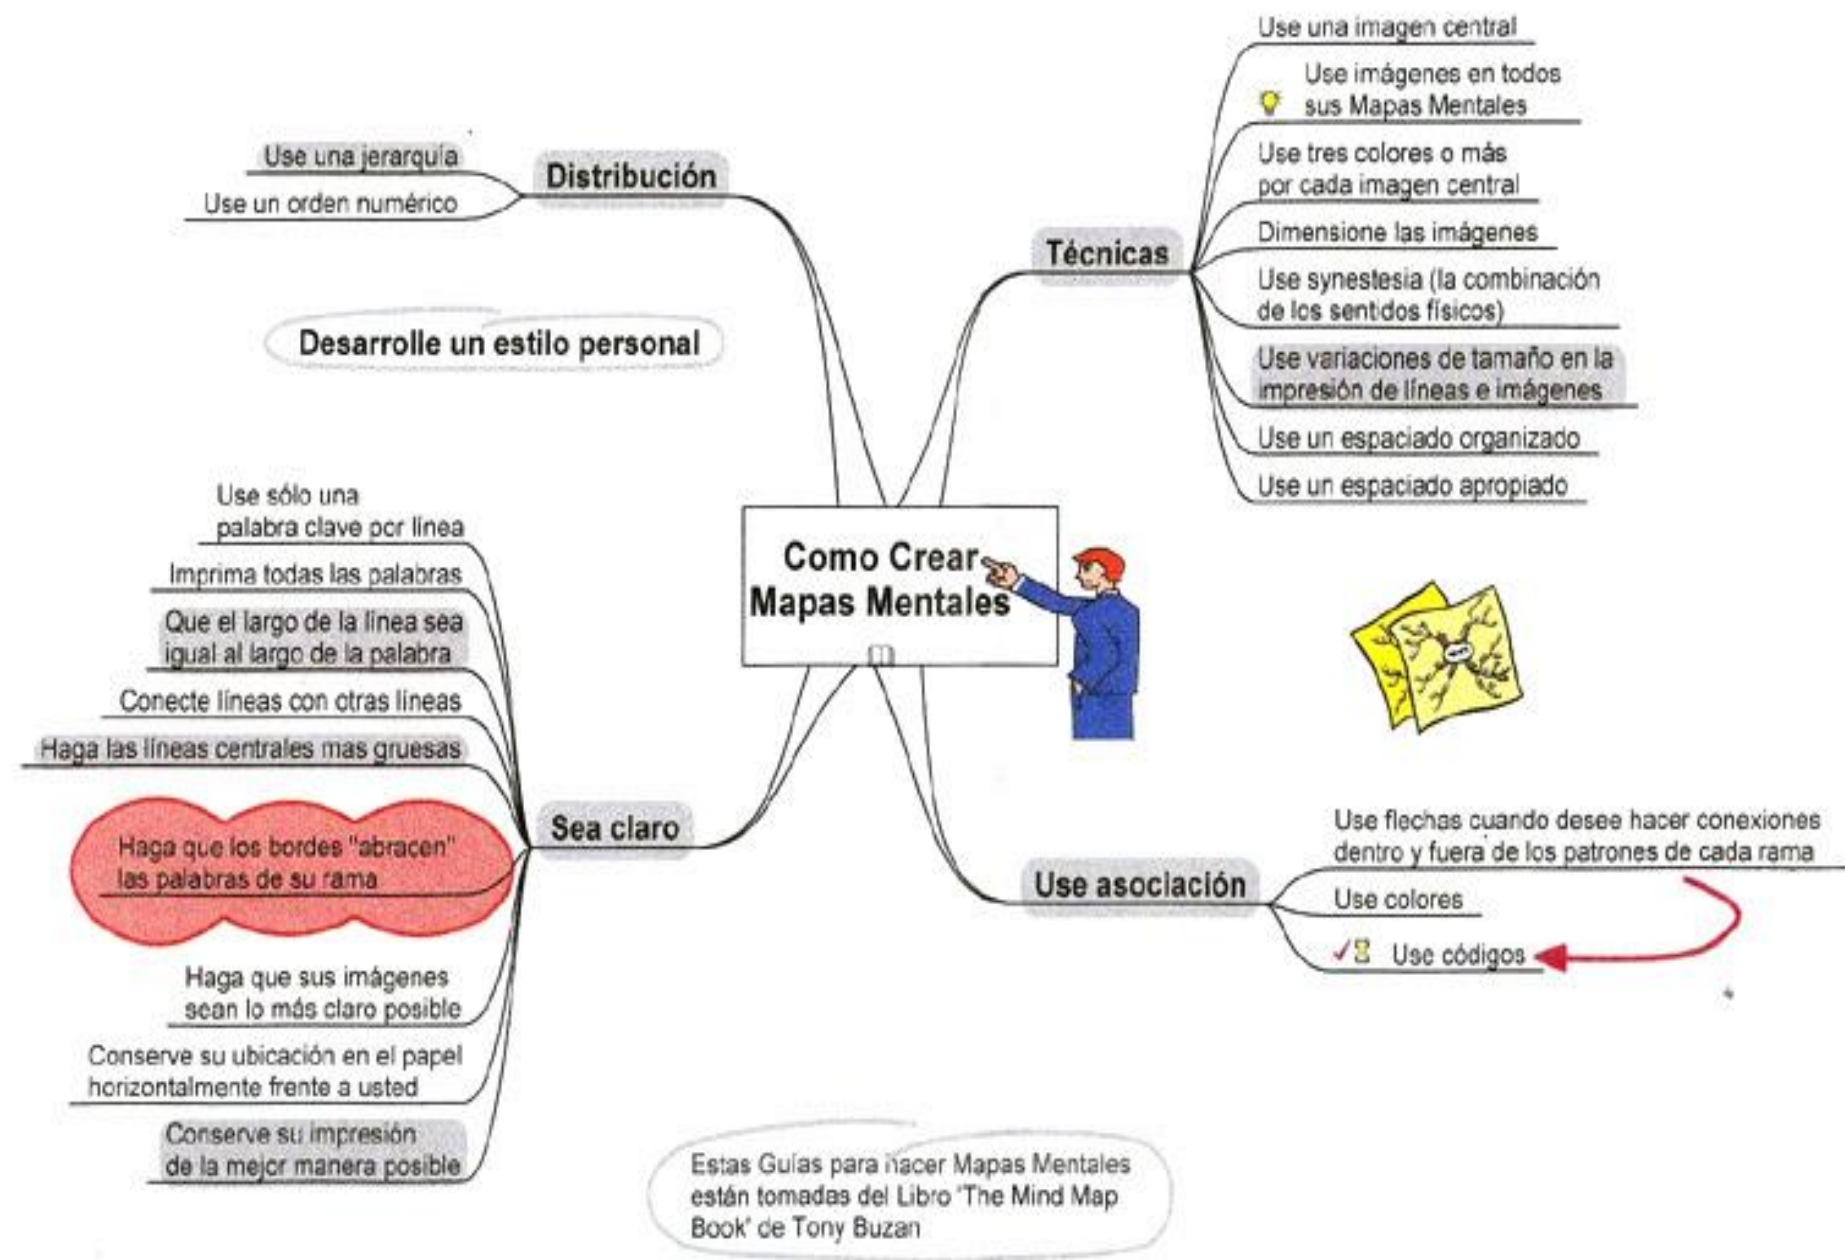 Use una jerarquía
Use un orden numérico
Distribución
Desarrolle un estilo personal
Use una imagen central
Use imágenes en todos
sus Mapas Mentales
Use tres colores o más
por cada imagen central
Dimensione las imágenes
Use synestesia (la combinación
de los sentidos físicos)
Use variaciones de tamaño en la
impresión de líneas e imágenes
Use un espaciado organizado
Use un espaciado apropiado
Técnicas
Como Crear
Mapas Mentales
Use sólo una
palabra clave por línea
Imprima todas las palabras
Que el largo de la línea sea
igual al largo de la palabra
Conecte líneas con otras líneas
Haga las líneas centrales mas gruesas
Haga que los bordes "abracen"
las palabras de su rama
Haga que sus imágenes
sean lo más claro posible
Conserve su ubicación en el papel
horizontalmente frente a usted
Conserve su impresión
de la mejor manera posible
Sea claro
Use asociación
Use flechas cuando desee hacer conexiones
dentro y fuera de los patrones de cada rama
Use colores
Use códigos
Estas Guías para hacer Mapas Mentales
están tomadas del Libro 'The Mind Map
Book' de Tony Buzan